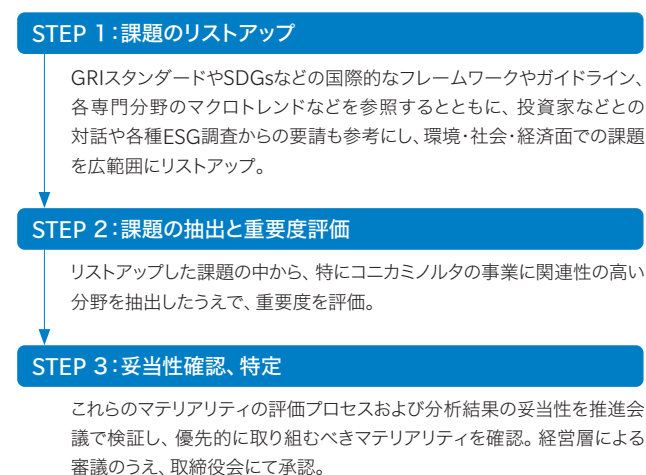 STEP 1：課題のリストアップ
GRIスタンダードやSDGsなどの国際的なフレームワークやガイドライン、
各専門分野のマクロトレンドなどを参照するとともに、投資家などとの
対話や各種ESG調査からの要請も参考にし、環境・社会・経済面での課題
を広範囲にリストアップ。
STEP 2：課題の抽出と重要度評価
リストアップした課題の中から、特にコニカミノルタの事業に関連性の高い
分野を抽出したうえで、重要度を評価。
STEP 3：妥当性確認、特定
これらのマテリアリティの評価プロセスおよび分析結果の妥当性を推進会
議で検証し、優先的に取り組むべきマテリアリティを確認。経営層による
審議のうえ、取締役会にて承認。